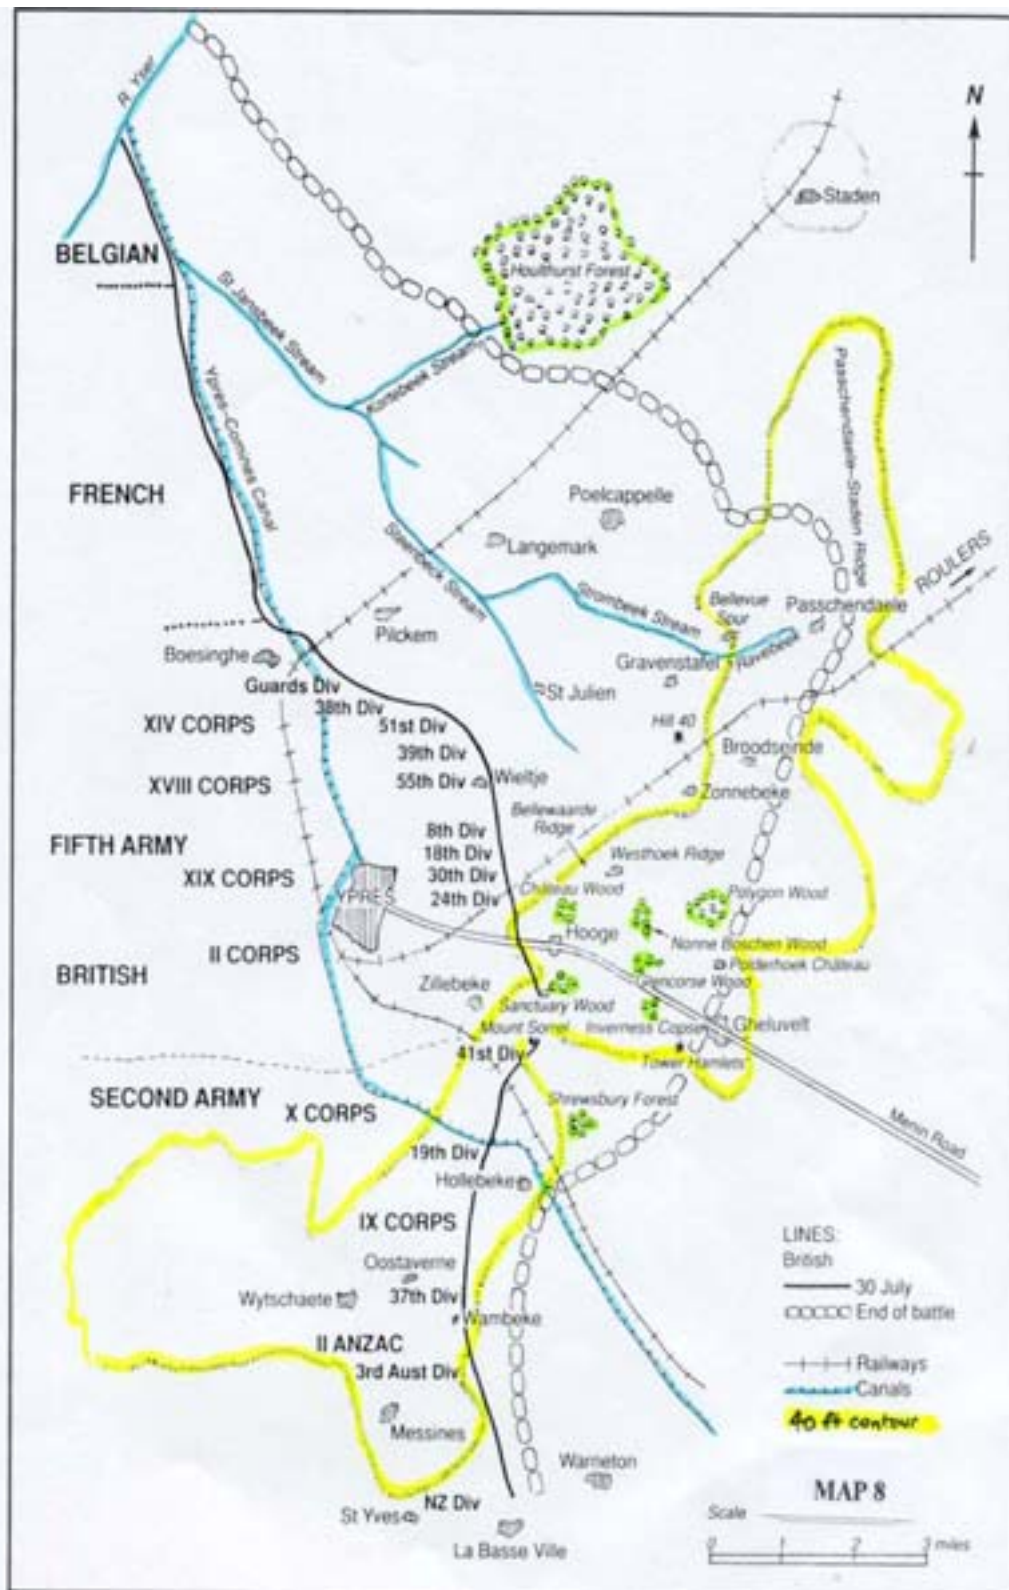 R. Yser
N
Staden
BELGIAN
Houlthurst Forest
St Jansbeek Stream
Kortebeek Stream
Passchendaele–Staden Ridge
Ypres–Comines Canal
FRENCH
Poelcappelle
Langemark
Steenbeck Stream
ROULERS
Strombeek Stream
Bellevue
Spur
Passchendaele
Pilckem
Ravebeek
Boesinghe
Gravenstafel
Guards Div
St Julien
38th Div
XIV CORPS
51st Div
Hill 40
39th Div
Broodseinde
XVIII CORPS
55th Div
Wieltje
Zonnebeke
Bellewaarde
Ridge
8th Div
FIFTH ARMY
18th Div
Westhoek Ridge
XIX CORPS
30th Div
Château Wood
24th Div
Polygon Wood
YPRES
Hooge
II CORPS
Nonne Boschen Wood
BRITISH
Polderhoek Château
Zillebeke
Glencorse Wood
Sanctuary Wood
Mount Sorrel
Inverness Copse
Gheluvelt
41st Div
Tower Hamlets
SECOND ARMY
X CORPS
Shrewsbury Forest
Menin Road
19th Div
Hollebeke
IX CORPS
LINES:
British
30 July
End of battle
Oostaverne
Wytschaete
37th Div
Wambeke
II ANZAC
Railways
3rd Aust Div
Canals
40 ft contour
Messines
Warneton
MAP 8
NZ Div
St Yves
Scale
La Basse Ville
0 1 2 3 miles